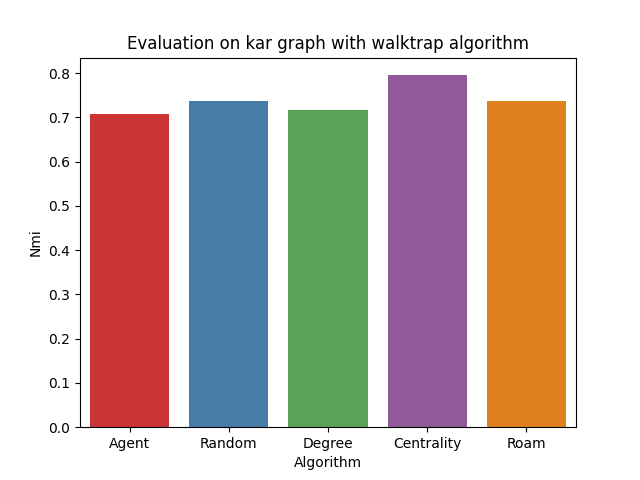 Evaluation on kar graph with walktrap algorithm
Nmi
0.8
0.7
0.6
0.5
0.4
0.3
0.2
0.1
0.0
Agent Random Degree Centrality Roam
Algorithm